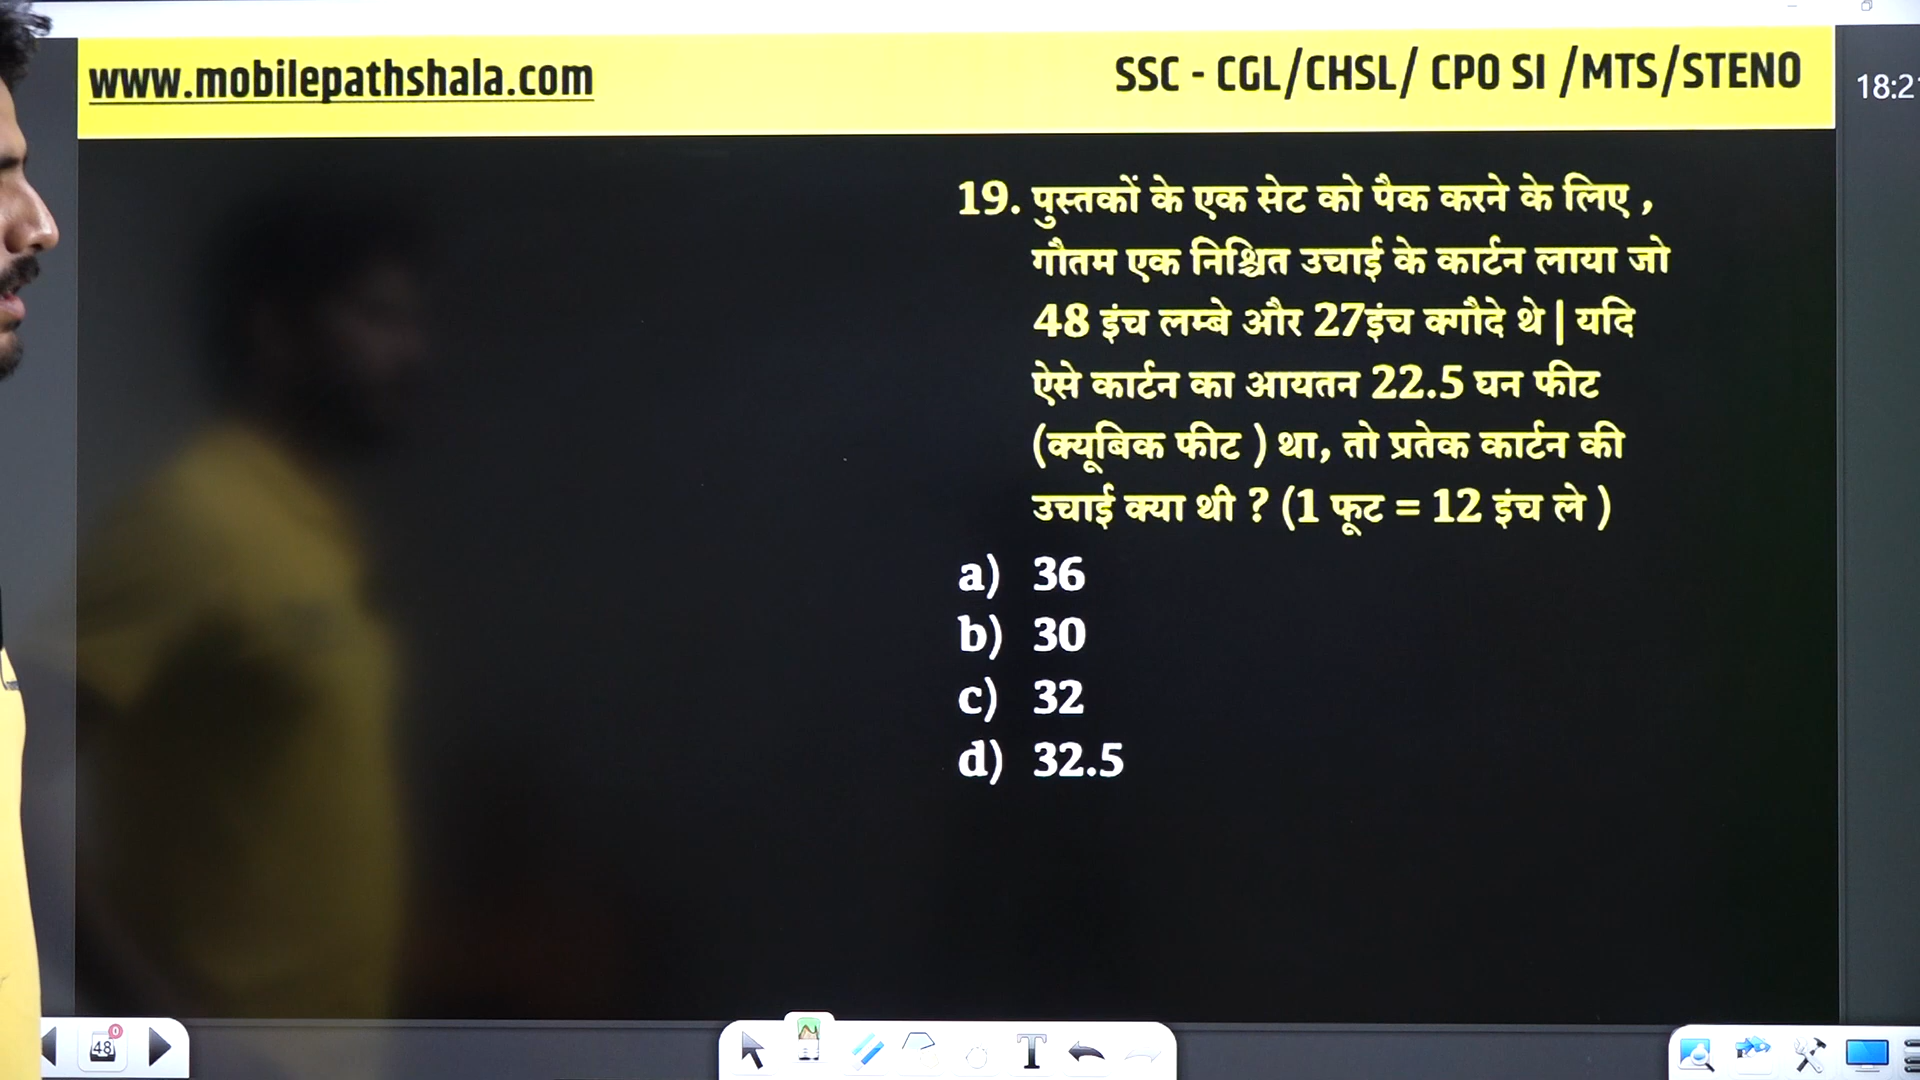 www.mobilepathshala.com
SSC - CGL/CHSL/ CPO SI /MTS/STENO
19. पुस्तकों के एक सेट को पैक करने के लिए ,
गौतम एक निश्चित उचाई के कार्टन लाया जो
48 इंच लम्बे और 27इंच क्गौदे थे | यदि
ऐसे कार्टन का आयतन 22.5 घन फीट
(क्यूबिक फीट ) था, तो प्रतेक कार्टन की
उचाई क्या थी ? (1 फूट = 12 इंच ले )
a) 36
b) 30
c) 32
d) 32.5
48
0
T